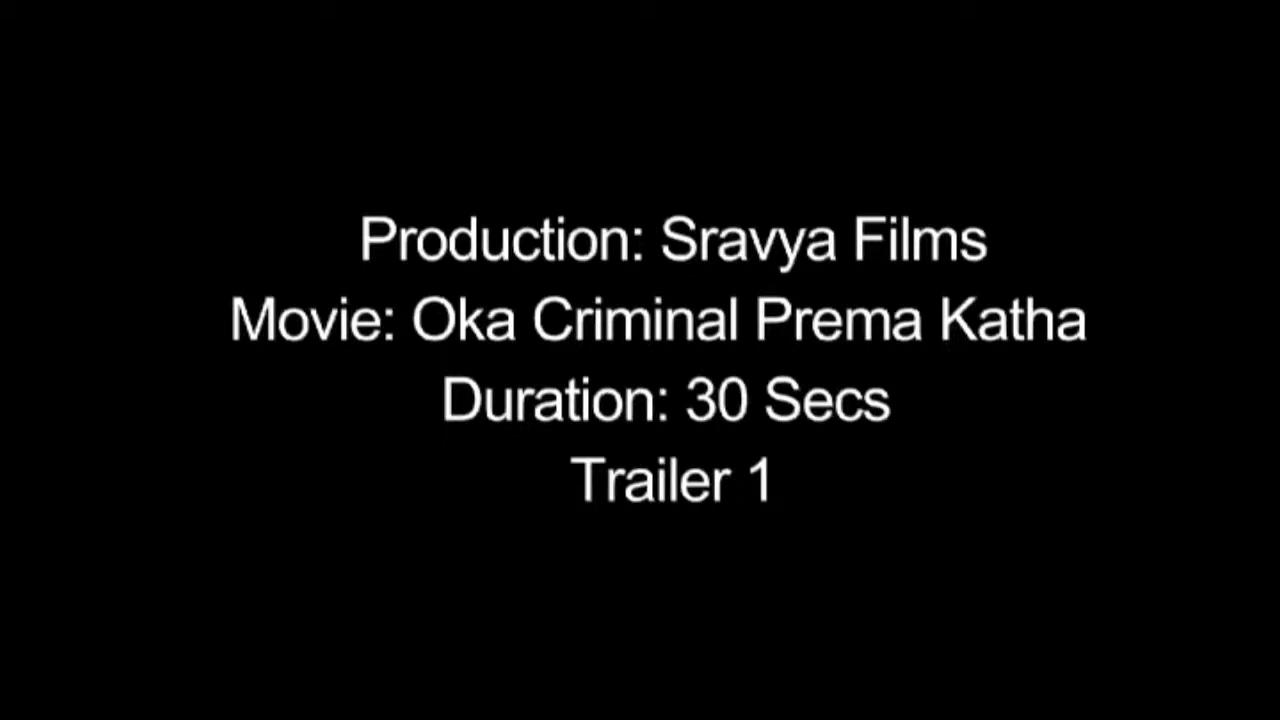 Production: Sravya Films
Movie: Oka Criminal Prema Katha
Duration: 30 Secs
Trailer 1